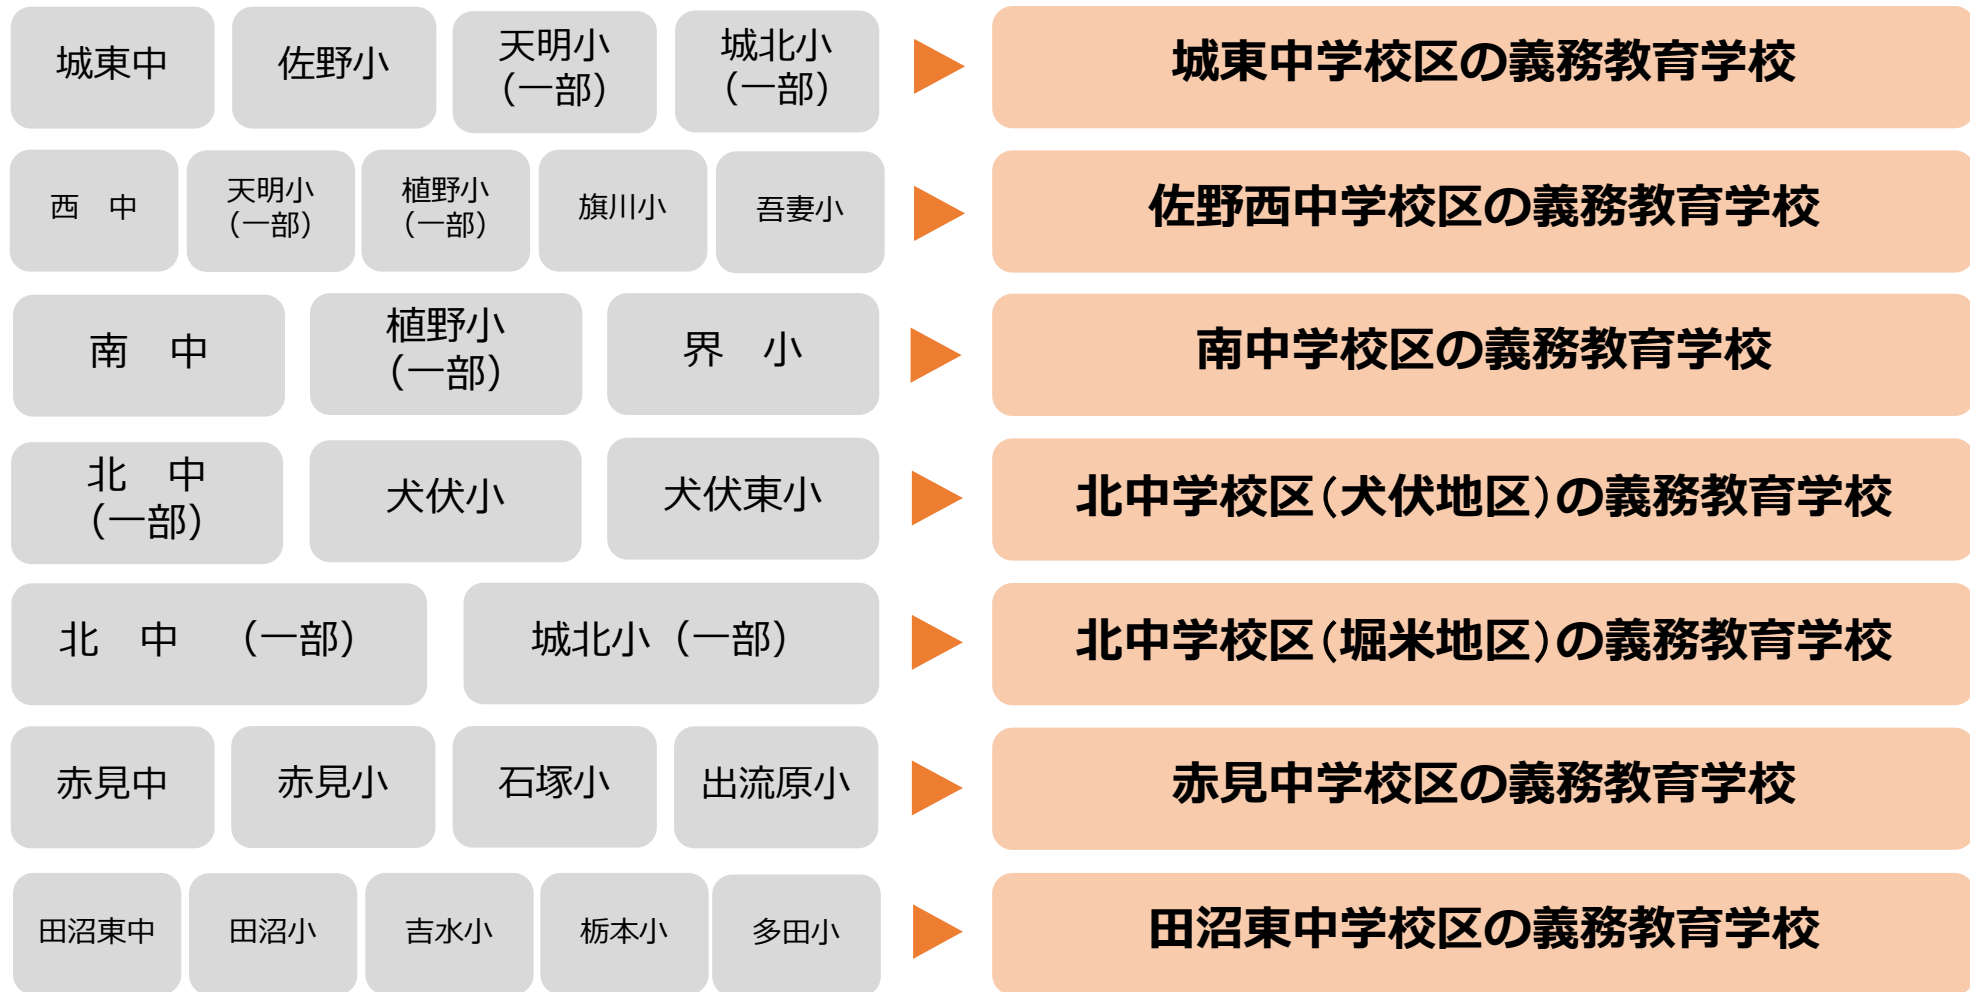 城東中
佐野小
天明小
（一部）
城北小
（一部）
城東中学校区の義務教育学校
西　中
天明小
（一部）
植野小
（一部）
旗川小
吾妻小
佐野西中学校区の義務教育学校
南　中
植野小
（一部）
界　小
南中学校区の義務教育学校
北　中
（一部）
犬伏小
犬伏東小
北中学校区（犬伏地区）の義務教育学校
北　中　（一部）
城北小（一部）
北中学校区（堀米地区）の義務教育学校
赤見中
赤見小
石塚小
出流原小
赤見中学校区の義務教育学校
田沼東中
田沼小
吉水小
栃本小
多田小
田沼東中学校区の義務教育学校